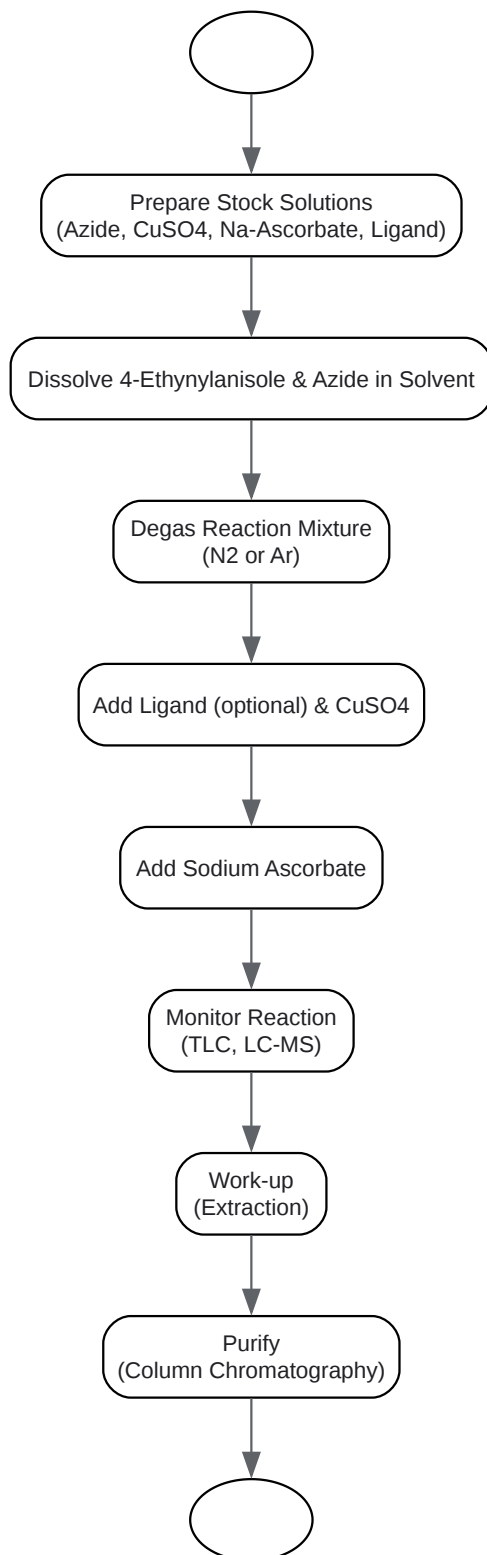 Prepare Stock Solutions
(Azide, CuSO4, Na-Ascorbate, Ligand)
Dissolve 4-Ethynylanisole & Azide in Solvent
Degas Reaction Mixture
(N2 or Ar)
Add Ligand (optional) & CuSO4
Add Sodium Ascorbate
Monitor Reaction
(TLC, LC-MS)
Work-up
(Extraction)
Purify
(Column Chromatography)